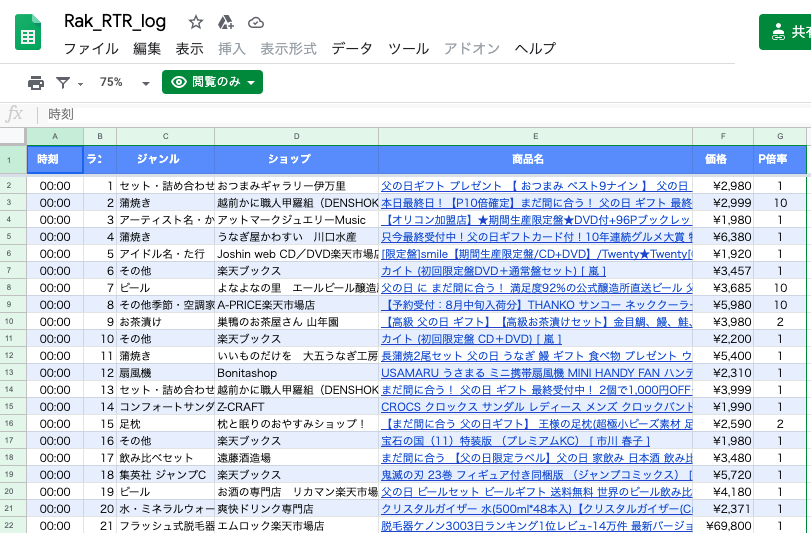 Rak_RTR_log
ファイル 編集 表示 挿入 表示形式 データ ツール アドオン ヘルプ
共有
75% 閲覧のみ
fx 時刻
A B C D E F G
1 時刻 ラン ジャンル ショップ 商品名 価格 P倍率
2 00:00 1 セット・詰め合わせ おつまみギャラリー伊万里 父の日ギフト プレゼント 【 おつまみ ベスト9ナイン 】 父の日 ¥2,980 1
3 00:00 2 蒲焼き 越前かに職人甲羅組（DENSHOK 本日最終日！【P10倍確定】まだ間に合う！ 父の日 ギフト 最終 ¥2,999 10
4 00:00 3 アーティスト名・か アットマークジュエリーMusic 【オリコン加盟店】★期間生産限定盤★DVD付+96Pブックレッ ¥1,980 1
5 00:00 4 蒲焼き うなぎ屋かわすい 川口水産 只今最終受付中！父の日ギフトカード付！10年連続グルメ大賞 ¥6,380 1
6 00:00 5 アイドル名・た行 Joshin web CD／DVD楽天市場店 [限定盤]smile【期間生産限定盤/CD+DVD】/Twenty★Twenty[ ¥1,920 1
7 00:00 6 その他 楽天ブックス カイト (初回限定盤DVD＋通常盤セット) [ 嵐 ] ¥3,457 1
8 00:00 7 ビール よなよなの里 エールビール醸造 父の日 に まだ間に合う！ 満足度92%の公式醸造所直送ビール ¥3,685 10
9 00:00 8 その他季節・空調家 A-PRICE楽天市場店 【予約受付：8月中旬入荷分】THANKO サンコー ネッククーラー ¥5,980 10
10 00:00 9 お茶漬け 巣鴨のお茶屋さん 山年園 【高級 父の日 ギフト】【高級お茶漬けセット】金目鯛、鰻、鮭、 ¥3,980 2
11 00:00 10 その他 楽天ブックス カイト (初回限定盤 CD＋DVD) [ 嵐 ] ¥2,200 1
12 00:00 11 蒲焼き いいものだけを 大五うなぎ工房 長蒲焼2尾セット 父の日 うなぎ 鰻 ギフト 食べ物 プレゼント ウ ¥5,400 1
13 00:00 12 扇風機 Bonitashop USAMARU うさまる ミニ携帯扇風機 MINI HANDY FAN ハンデ ¥2,310 1
14 00:00 13 セット・詰め合わせ 越前かに職人甲羅組（DENSHOK まだ間に合う！ 父の日 ギフト 最終受付中！ 2個で1,000円OFF ¥3,999 1
15 00:00 14 コンフォートサンダ Z-CRAFT CROCS クロックス サンダル レディース メンズ クロックバンド ¥1,990 1
16 00:00 15 足枕 枕と眠りのおやすみショップ！ 【まだ間に合う 父の日ギフト】 王様の足枕(超極小ビーズ素材 足 ¥2,590 2
17 00:00 16 その他 楽天ブックス 宝石の国（11）特装版 （プレミアムKC） [ 市川 春子 ] ¥1,980 1
18 00:00 17 飲み比べセット 遠藤酒造場 まだ間に合う 【父の日限定ラベル】父の日 家飲み 日本酒 飲み比 ¥3,480 1
19 00:00 18 集英社 ジャンプC 楽天ブックス 鬼滅の刃 23巻 フィギュア付き同梱版 （ジャンプコミックス） [ ¥5,720 1
20 00:00 19 ビール お酒の専門店 リカマン楽天市場 父の日 ビールセット ビールギフト 送料無料 世界のビール飲み比 ¥4,180 1
21 00:00 20 水・ミネラルウォー 爽快ドリンク専門店 クリスタルガイザー 水(500ml*48本入)【クリスタルガイザー(C ¥2,371 1
22 00:00 21 フラッシュ式脱毛器 エムロック楽天市場店 脱毛器ケノン3003日ランキング1位レビュ-14万件 最新バージョ ¥69,800 1